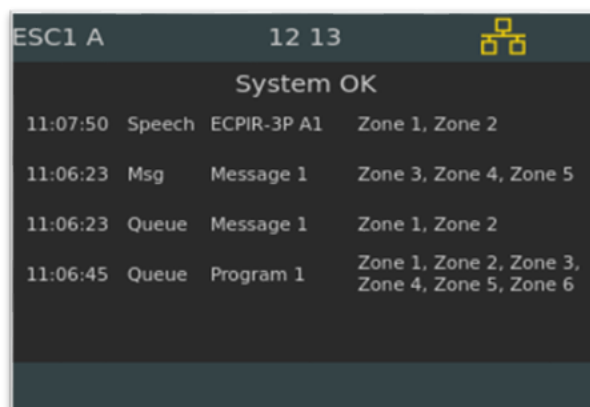 ESC1 A 12 13
System OK
11:07:50 Speech ECPIR-3P A1 Zone 1, Zone 2
11:06:23 Msg Message 1 Zone 3, Zone 4, Zone 5
11:06:23 Queue Message 1 Zone 1, Zone 2
11:06:45 Queue Program 1 Zone 1, Zone 2, Zone 3,
Zone 4, Zone 5, Zone 6